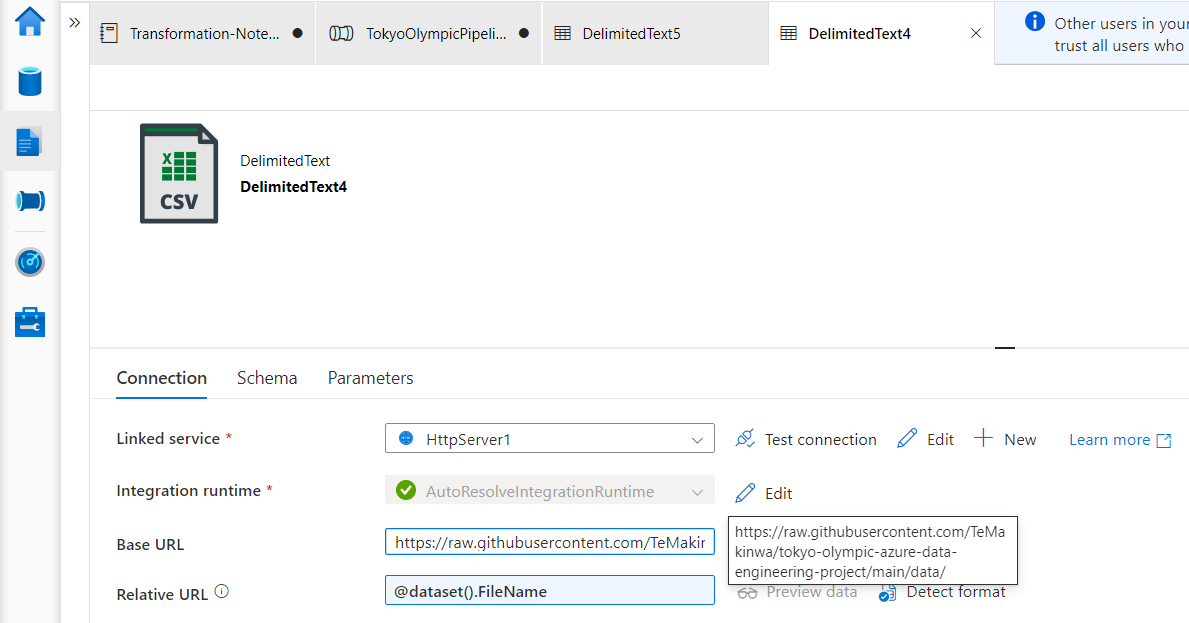 Transformation-Note...
TokyoOlympicPipeli...
DelimitedText5
DelimitedText4
Other users in your
trust all users who
X
CSV
DelimitedText
DelimitedText4
Connection
Schema
Parameters
Linked service *
HttpServer1
Test connection
Edit
New
Learn more
Integration runtime *
AutoResolveIntegrationRuntime
Edit
Base URL
https://raw.githubusercontent.com/TeMakin
https://raw.githubusercontent.com/TeMa
kinwa/tokyo-olympic-azure-data-
engineering-project/main/data/
Relative URL
@dataset().FileName
Preview data
Detect format